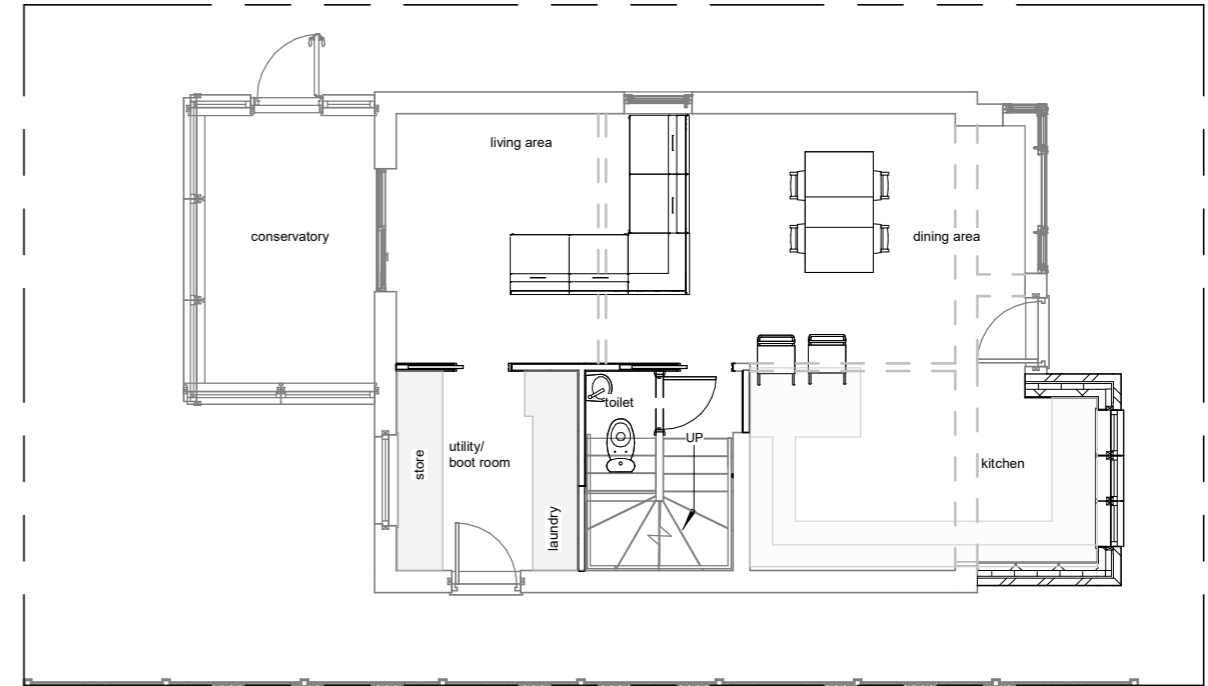 living area
conservatory
dining area
toilet
UP
utility/
boot room
store
kitchen
laundry